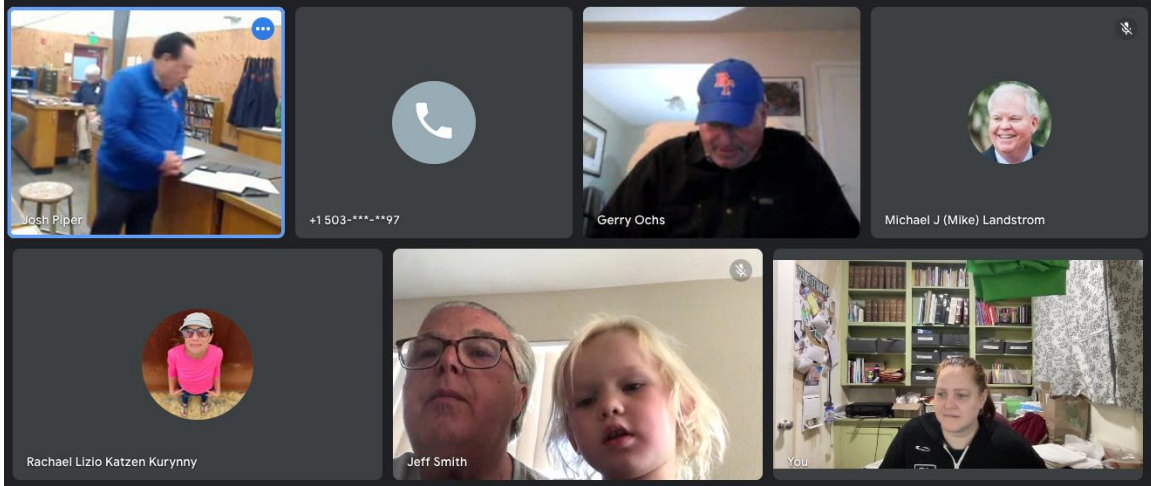 Josh Piper
+1 503-***-**97
Gerry Ochs
Michael J (Mike) Landstrom
Rachael Lizio Katzen Kurynny
Jeff Smith
You